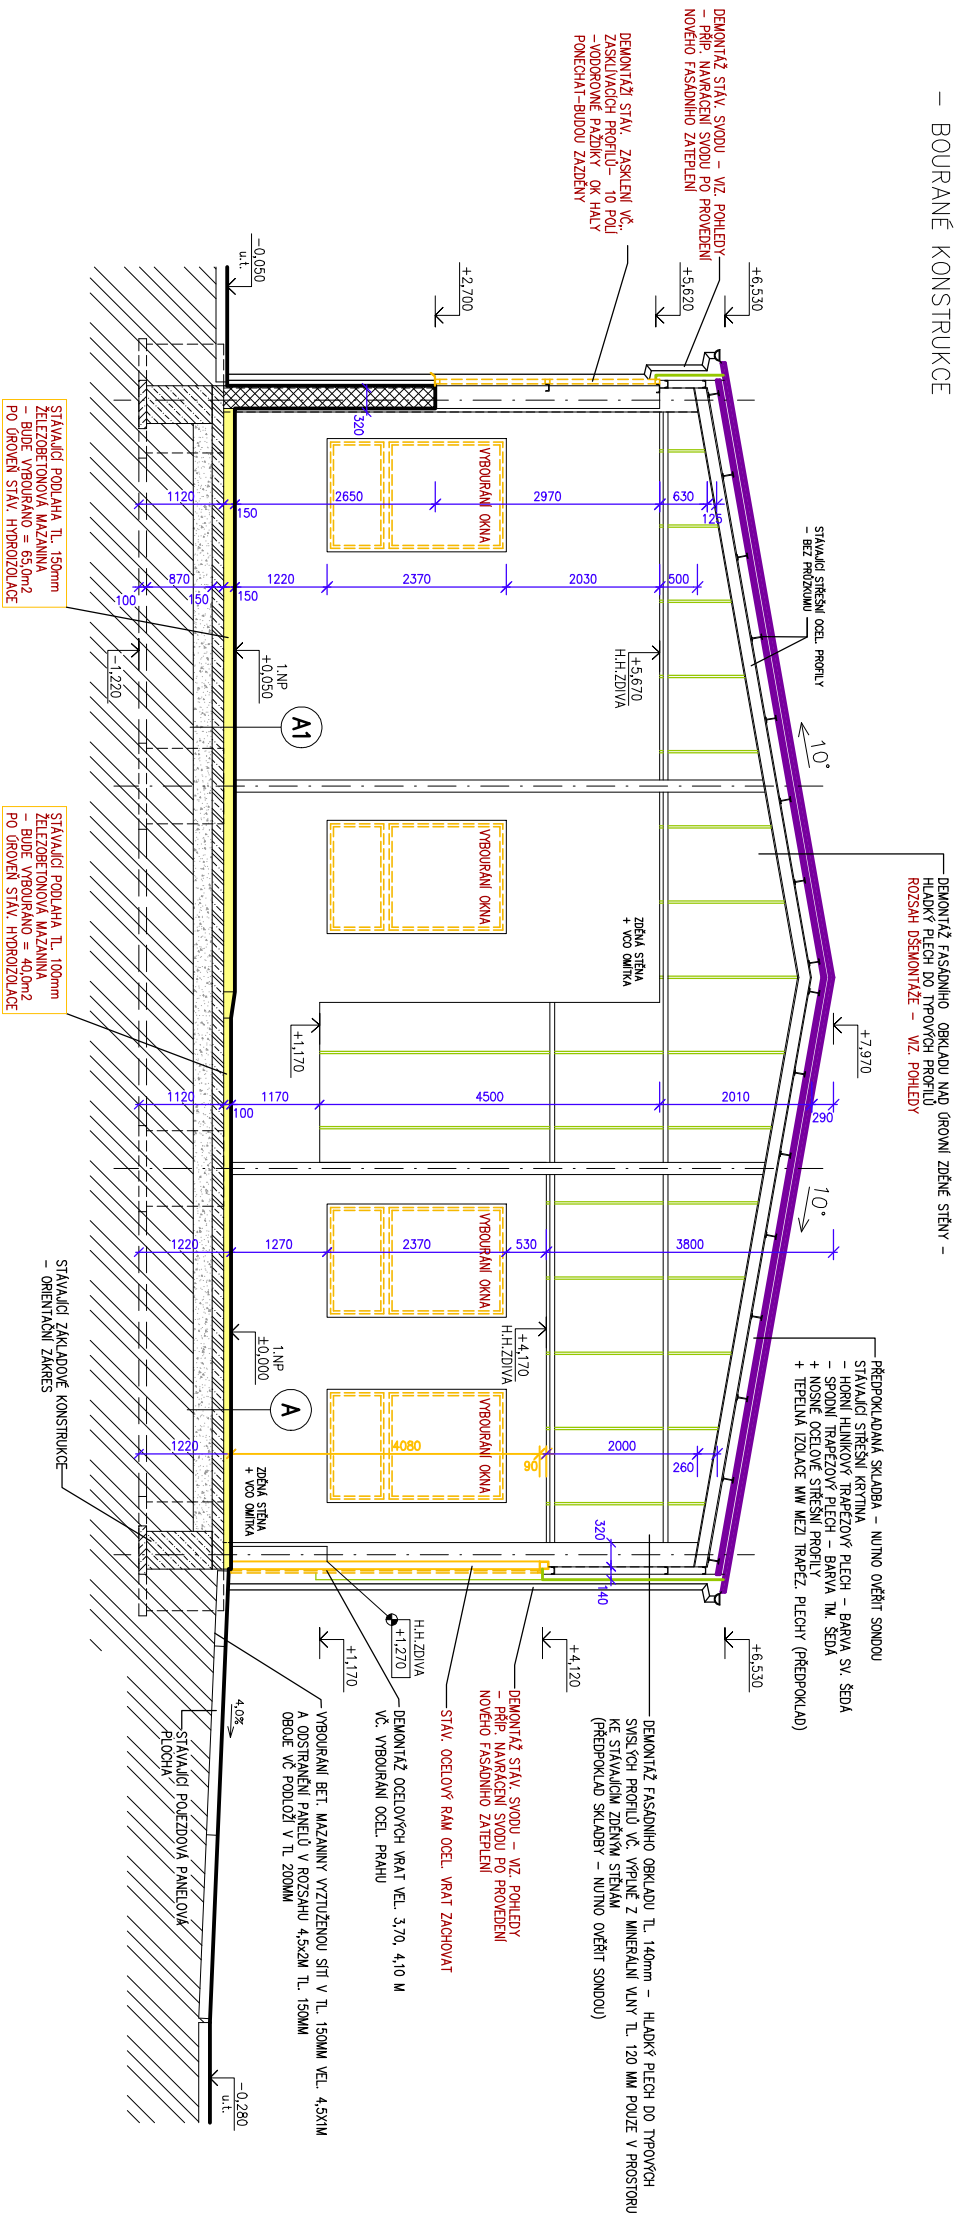 - BOURANÉ KONSTRUKCE
DEMONTÁŽ STÁV. SVODU - VIZ. POHLEDY
- PŘÍP. NAVRÁCENÍ SVODU PO PROVEDENÍ
NOVÉHO FASÁDNÍHO ZATEPLENÍ
DEMONTÁŽÍ STÁV. ZASKLENÍ VČ.
ZASKLÍVACÍCH PROFILŮ- 10 POLÍ
-VODOROVNÉ PAŽDÍKY OK HALY
PONECHAT-BUDOU ZAZDĚNY
+6,530
+5,620
+2,700
-0,050
u.t.
STÁVAJÍCÍ STŘEŠNÍ OCEL. PROFILY
- BEZ PRŮZKUMU
10°
DEMONTÁŽ FASÁDNÍHO OBKLADU NAD ÚROVNÍ ZDĚNÉ STĚNY -
HLADKÝ PLECH DO TYPOVÝCH PROFILŮ
ROZSAH DŠEMONTÁŽE - VIZ. POHLEDY
+7,970
10°
PŘEDPOKLADANÁ SKLADBA - NUTNO OVĚŘIT SONDOU
STÁVAJÍCÍ STŘEŠNÍ KRYTINA
- HORNÍ HLINÍKOVÝ TRAPÉZOVÝ PLECH - BARVA SV. ŠEDÁ
- SPODNÍ TRAPÉZOVÝ PLECH - BARVA TM. ŠEDÁ
+ NOSNÉ OCELOVÉ STŘEŠNÍ PROFILY
+ TEPELNÁ IZOLACE MW MEZI TRAPÉZ. PLECHY (PŘEDPOKLAD)
+6,530
DEMONTÁŽ FASÁDNÍHO OBKLADU TL. 140mm - HLADKÝ PLECH DO TYPOVÝCH
SVISLÝCH PROFILŮ VČ. VÝPLNĚ Z MINERÁLNÍ VLNY TL. 120 MM POUZE V PROSTORU
KE STÁVAJÍCÍM ZDĚNÝM STĚNÁM
(PŘEDPOKLAD SKLADBY - NUTNO OVĚŘIT SONDOU)
+4,120
DEMONTÁŽ STÁV. SVODU - VIZ. POHLEDY
- PŘÍP. NAVRÁCENÍ SVODU PO PROVEDENÍ
NOVÉHO FASÁDNÍHO ZATEPLENÍ
STÁV. OCELOVÝ RÁM OCEL. VRAT ZACHOVAT
H.H.ZDIVA
+1,270
+1,170
DEMONTÁŽ OCELOVÝCH VRAT VEL. 3,70, 4,10 M
VČ. VYBOURÁNÍ OCEL. PRAHU
VYBOURÁNÍ BET. MAZANINY VYZTUŽENOU SÍTÍ V TL. 150MM VEL. 4,5X1M
A ODSTRANĚNÍ PANELŮ V ROZSAHU 4,5x2M TL. 150MM
OBOJE VČ PODLOŽÍ V TL 200MM
4,0%
STÁVAJÍCÍ POJEZDOVÁ PANELOVÁ
PLOCHA
-0,280
u.t.
320
VYBOURÁNÍ OKNA
VYBOURÁNÍ OKNA
VYBOURÁNÍ OKNA
VYBOURÁNÍ OKNA
1120
150
2650
2970
630
125
100
870
150
150
1220
2370
2030
500
+5,670
H.H.ZDIVA
1.NP
+0,050
-1,220
A1
ZDĚNÁ STĚNA
+ VCO OMÍTKA
+1,170
1120
100
1170
4500
2010
290
1220
1270
2370
530
3800
+4,170
H.H.ZDIVA
1.NP
±0,000
A
1220
4080
90
2000
260
ZDĚNÁ STĚNA
+ VCO OMÍTKA
320
140
STÁVAJÍCÍ PODLAHA TL. 150mm
ŽELEZOBETONOVÁ MAZANINA
- BUDE VYBOURÁNO = 65,0m2
PO ÚROVEŇ STÁV. HYDROIZOLACE
STÁVAJÍCÍ PODLAHA TL. 100mm
ŽELEZOBETONOVÁ MAZANINA
- BUDE VYBOURÁNO = 40,0m2
PO ÚROVEŇ STÁV. HYDROIZOLACE
STÁVAJÍCÍ ZÁKLADOVÉ KONSTRUKCE
- ORIENTAČNÍ ZÁKRES